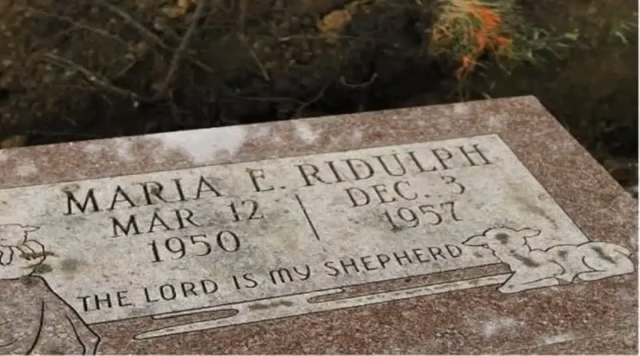 MARIA E. RIDULPH
MAR 12 DEC. 3
1950 1957
THE LORD IS my SHEPHERD